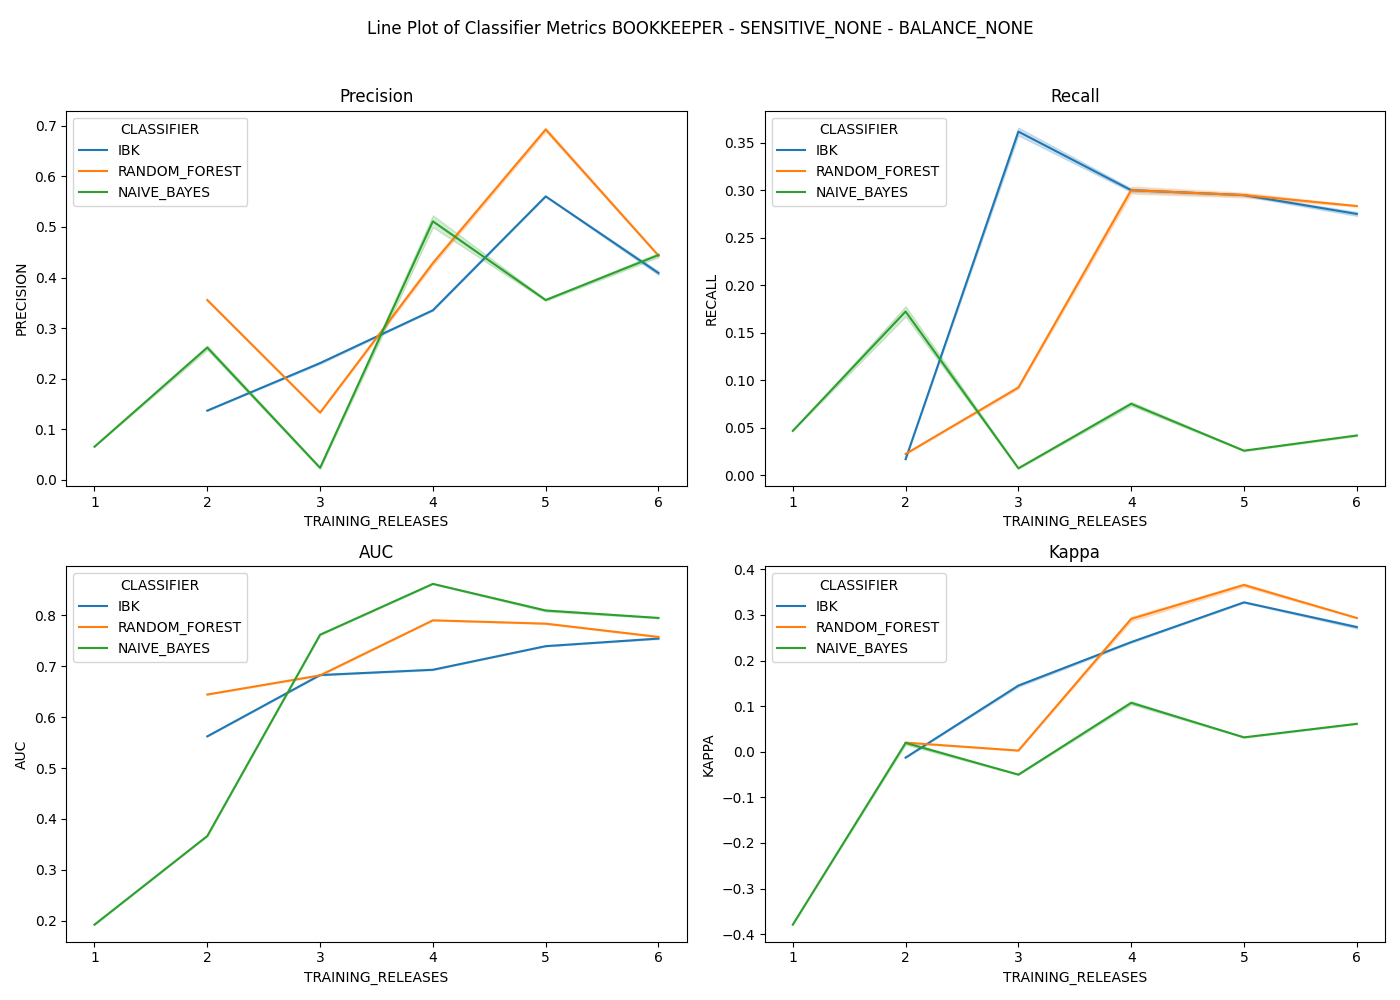 Line Plot of Classifier Metrics BOOKKEEPER - SENSITIVE_NONE - BALANCE_NONE
Precision
CLASSIFIER
IBK
RANDOM_FOREST
NAIVE_BAYES
PRECISION
0.7
0.6
0.5
0.4
0.3
0.2
0.1
0.0
1 2 3 4 5 6
TRAINING_RELEASES
Recall
CLASSIFIER
IBK
RANDOM_FOREST
NAIVE_BAYES
RECALL
0.35
0.30
0.25
0.20
0.15
0.10
0.05
0.00
1 2 3 4 5 6
TRAINING_RELEASES
AUC
CLASSIFIER
IBK
RANDOM_FOREST
NAIVE_BAYES
AUC
0.8
0.7
0.6
0.5
0.4
0.3
0.2
1 2 3 4 5 6
TRAINING_RELEASES
Kappa
CLASSIFIER
IBK
RANDOM_FOREST
NAIVE_BAYES
KAPPA
0.4
0.3
0.2
0.1
0.0
−0.1
−0.2
−0.3
−0.4
1 2 3 4 5 6
TRAINING_RELEASES